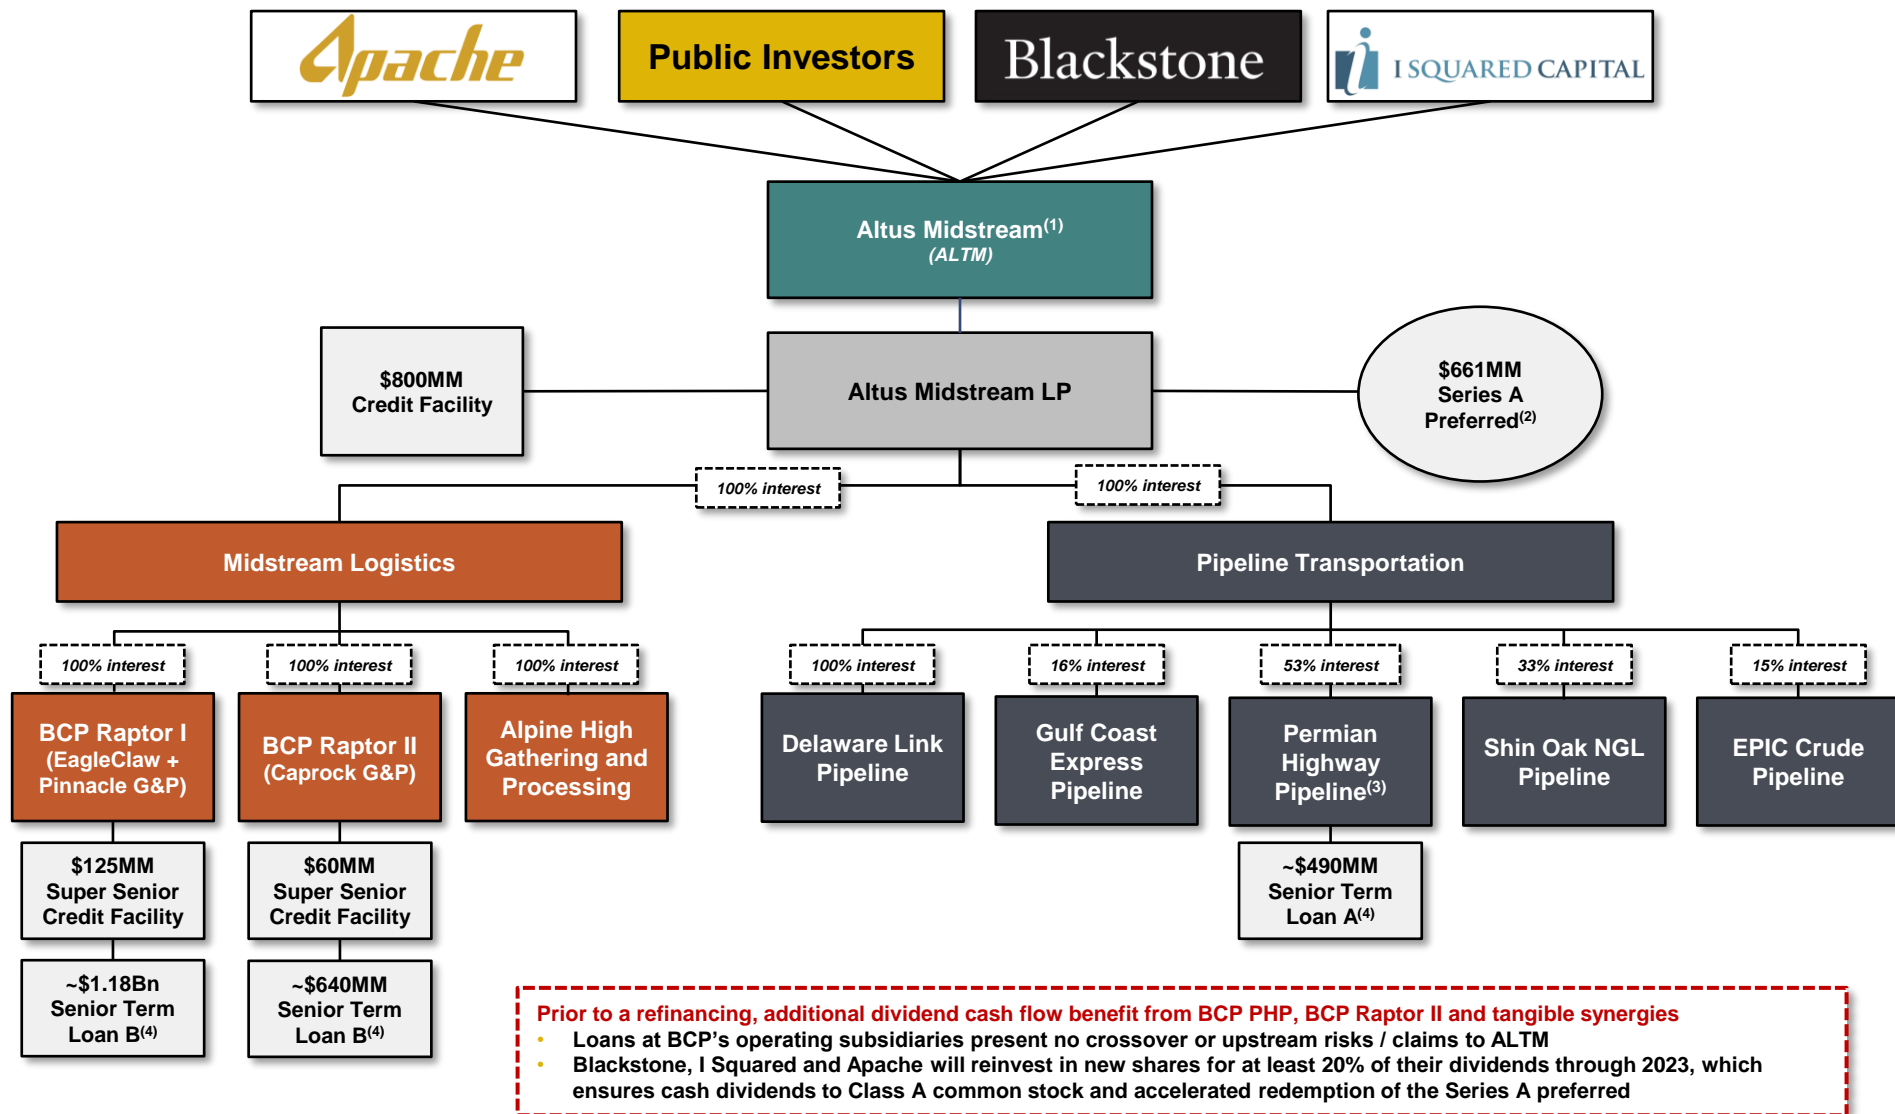 Apache
Public Investors
Blackstone
I SQUARED CAPITAL
Altus Midstream(1)
(ALTM)
$800MM
Credit Facility
Altus Midstream LP
$661MM
Series A
Preferred(2)
100% interest
100% interest
Midstream Logistics
Pipeline Transportation
100% interest
100% interest
100% interest
100% interest
16% interest
53% interest
33% interest
15% interest
BCP Raptor I
(EagleClaw +
Pinnacle G&P)
BCP Raptor II
(Caprock G&P)
Alpine High
Gathering and
Processing
Delaware Link
Pipeline
Gulf Coast
Express
Pipeline
Permian
Highway
Pipeline(3)
Shin Oak NGL
Pipeline
EPIC Crude
Pipeline
$125MM
Super Senior
Credit Facility
$60MM
Super Senior
Credit Facility
~$490MM
Senior Term
Loan A(4)
~$1.18Bn
Senior Term
Loan B(4)
~$640MM
Senior Term
Loan B(4)
Prior to a refinancing, additional dividend cash flow benefit from BCP PHP, BCP Raptor II and tangible synergies
• Loans at BCP's operating subsidiaries present no crossover or upstream risks / claims to ALTM
• Blackstone, I Squared and Apache will reinvest in new shares for at least 20% of their dividends through 2023, which
ensures cash dividends to Class A common stock and accelerated redemption of the Series A preferred